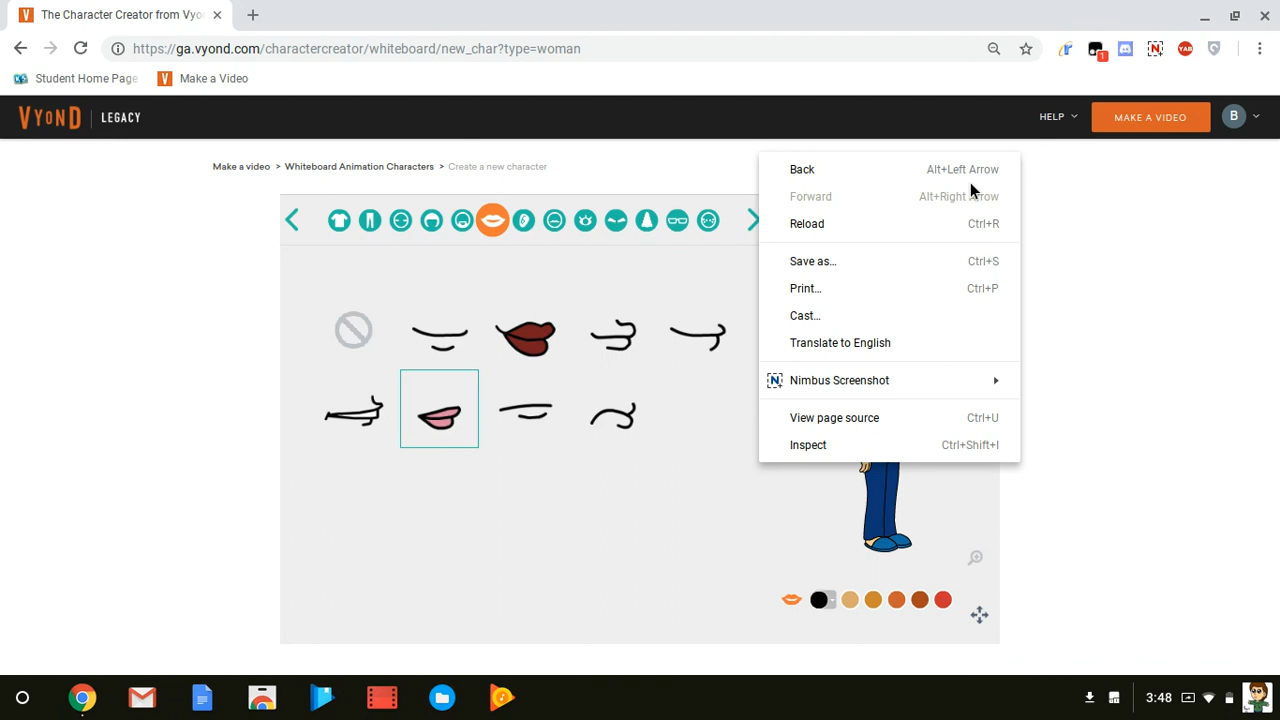 The Character Creator from Vyo
https://ga.vyond.com/charactercreator/whiteboard/new_char?type=woman
1
N
YAB
Student Home Page
V Make a Video
VYOND LEGACY
HELP
MAKE A VIDEO
B
Make a video > Whiteboard Animation Characters > Create a new character
Back Alt+Left Arrow
Forward Alt+Right Arrow
Reload Ctrl+R
Save as... Ctrl+S
Print... Ctrl+P
Cast...
Translate to English
N Nimbus Screenshot
View page source Ctrl+U
Inspect Ctrl+Shift+I
3:48